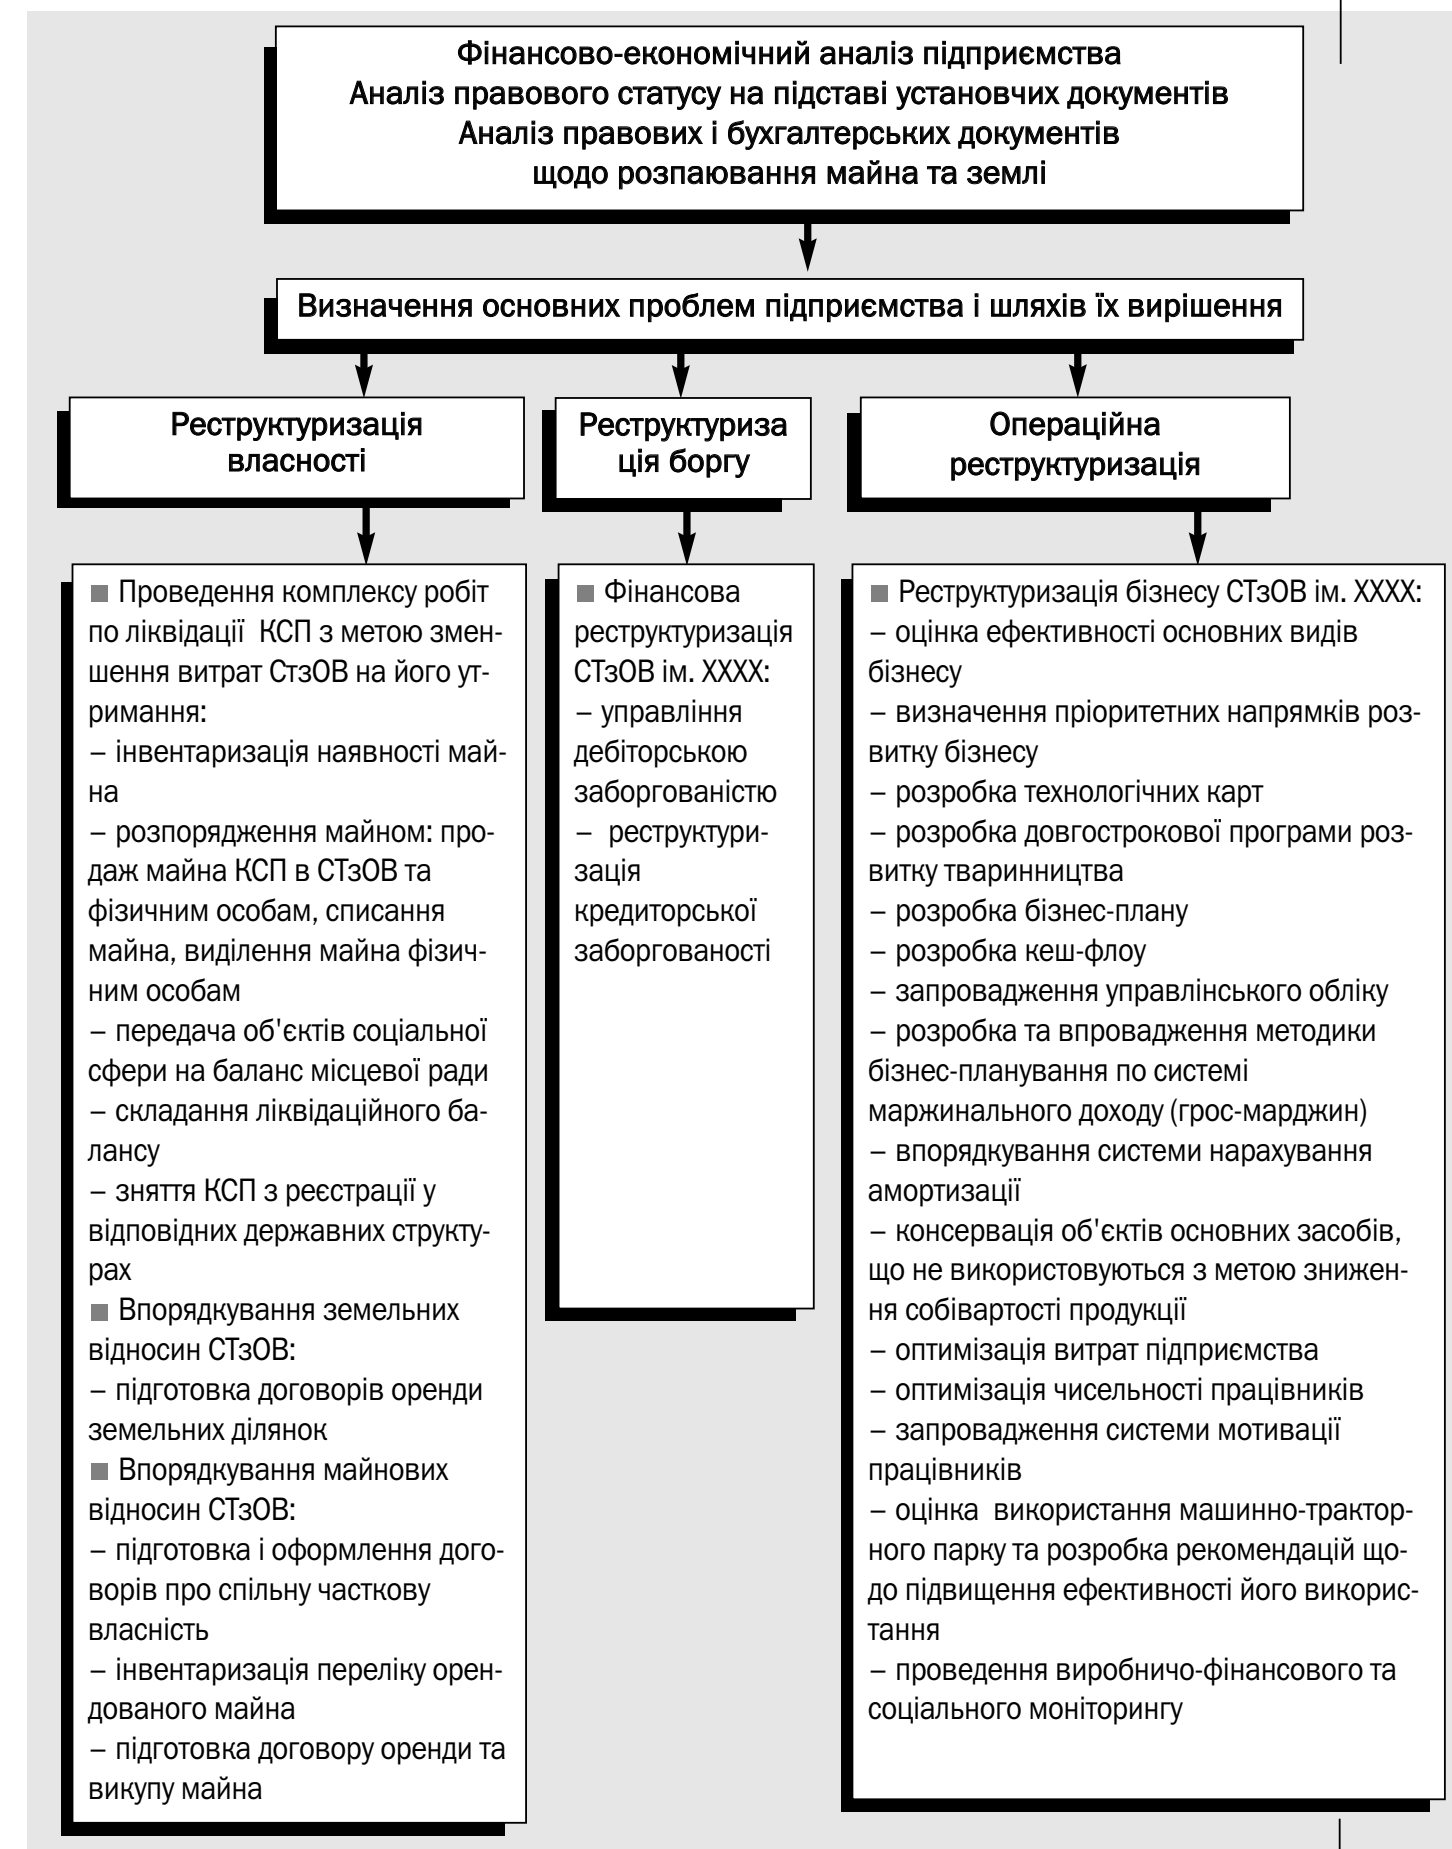 Фінансово-економічний аналіз підприємства
Аналіз правового статусу на підставі установчих документів
Аналіз правових і бухгалтерських документів
щодо розпаювання майна та землі
Визначення основних проблем підприємства і шляхів їх вирішення
Реструктуризація
власності
Реструктуриза
ція боргу
Операційна
реструктуризація
■ Проведення комплексу робіт
по ліквідації КСП з метою змен-
шення витрат СтзОВ на його ут-
римання:
– інвентаризація наявності май-
на
– розпорядження майном: про-
даж майна КСП в СТзОВ та
фізичним особам, списання
майна, виділення майна фізич-
ним особам
– передача об'єктів соціальної
сфери на баланс місцевої ради
– складання ліквідаційного ба-
лансу
– зняття КСП з реєстрації у
відповідних державних структу-
рах
■ Впорядкування земельних
відносин СТзОВ:
– підготовка договорів оренди
земельних ділянок
■ Впорядкування майнових
відносин СТзОВ:
– підготовка і оформлення дого-
ворів про спільну часткову
власність
– інвентаризація переліку орен-
дованого майна
– підготовка договору оренди та
викупу майна
■ Фінансова
реструктуризація
СТзОВ ім. ХХХХ:
– управління
дебіторською
заборгованістю
– реструктури-
зація
кредиторської
заборгованості
■ Реструктуризація бізнесу СТзОВ ім. ХХХХ:
– оцінка ефективності основних видів
бізнесу
– визначення пріоритетних напрямків роз-
витку бізнесу
– розробка технологічних карт
– розробка довгострокової програми роз-
витку тваринництва
– розробка бізнес-плану
– розробка кеш-флоу
– запровадження управлінського обліку
– розробка та впровадження методики
бізнес-планування по системі
маржинального доходу (грос-марджин)
– впорядкування системи нарахування
амортизації
– консервація об'єктів основних засобів,
що не використовуються з метою знижен-
ня собівартості продукції
– оптимізація витрат підприємства
– оптимізація чисельності працівників
– запровадження системи мотивації
працівників
– оцінка використання машинно-трактор-
ного парку та розробка рекомендацій що-
до підвищення ефективності його викорис-
тання
– проведення виробничо-фінансового та
соціального моніторингу